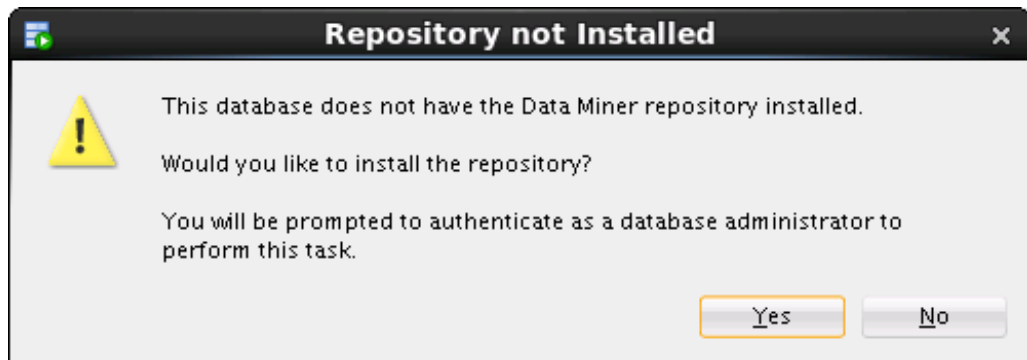 Repository not Installed
This database does not have the Data Miner repository installed.
Would you like to install the repository?
You will be prompted to authenticate as a database administrator to
perform this task.
Yes
No